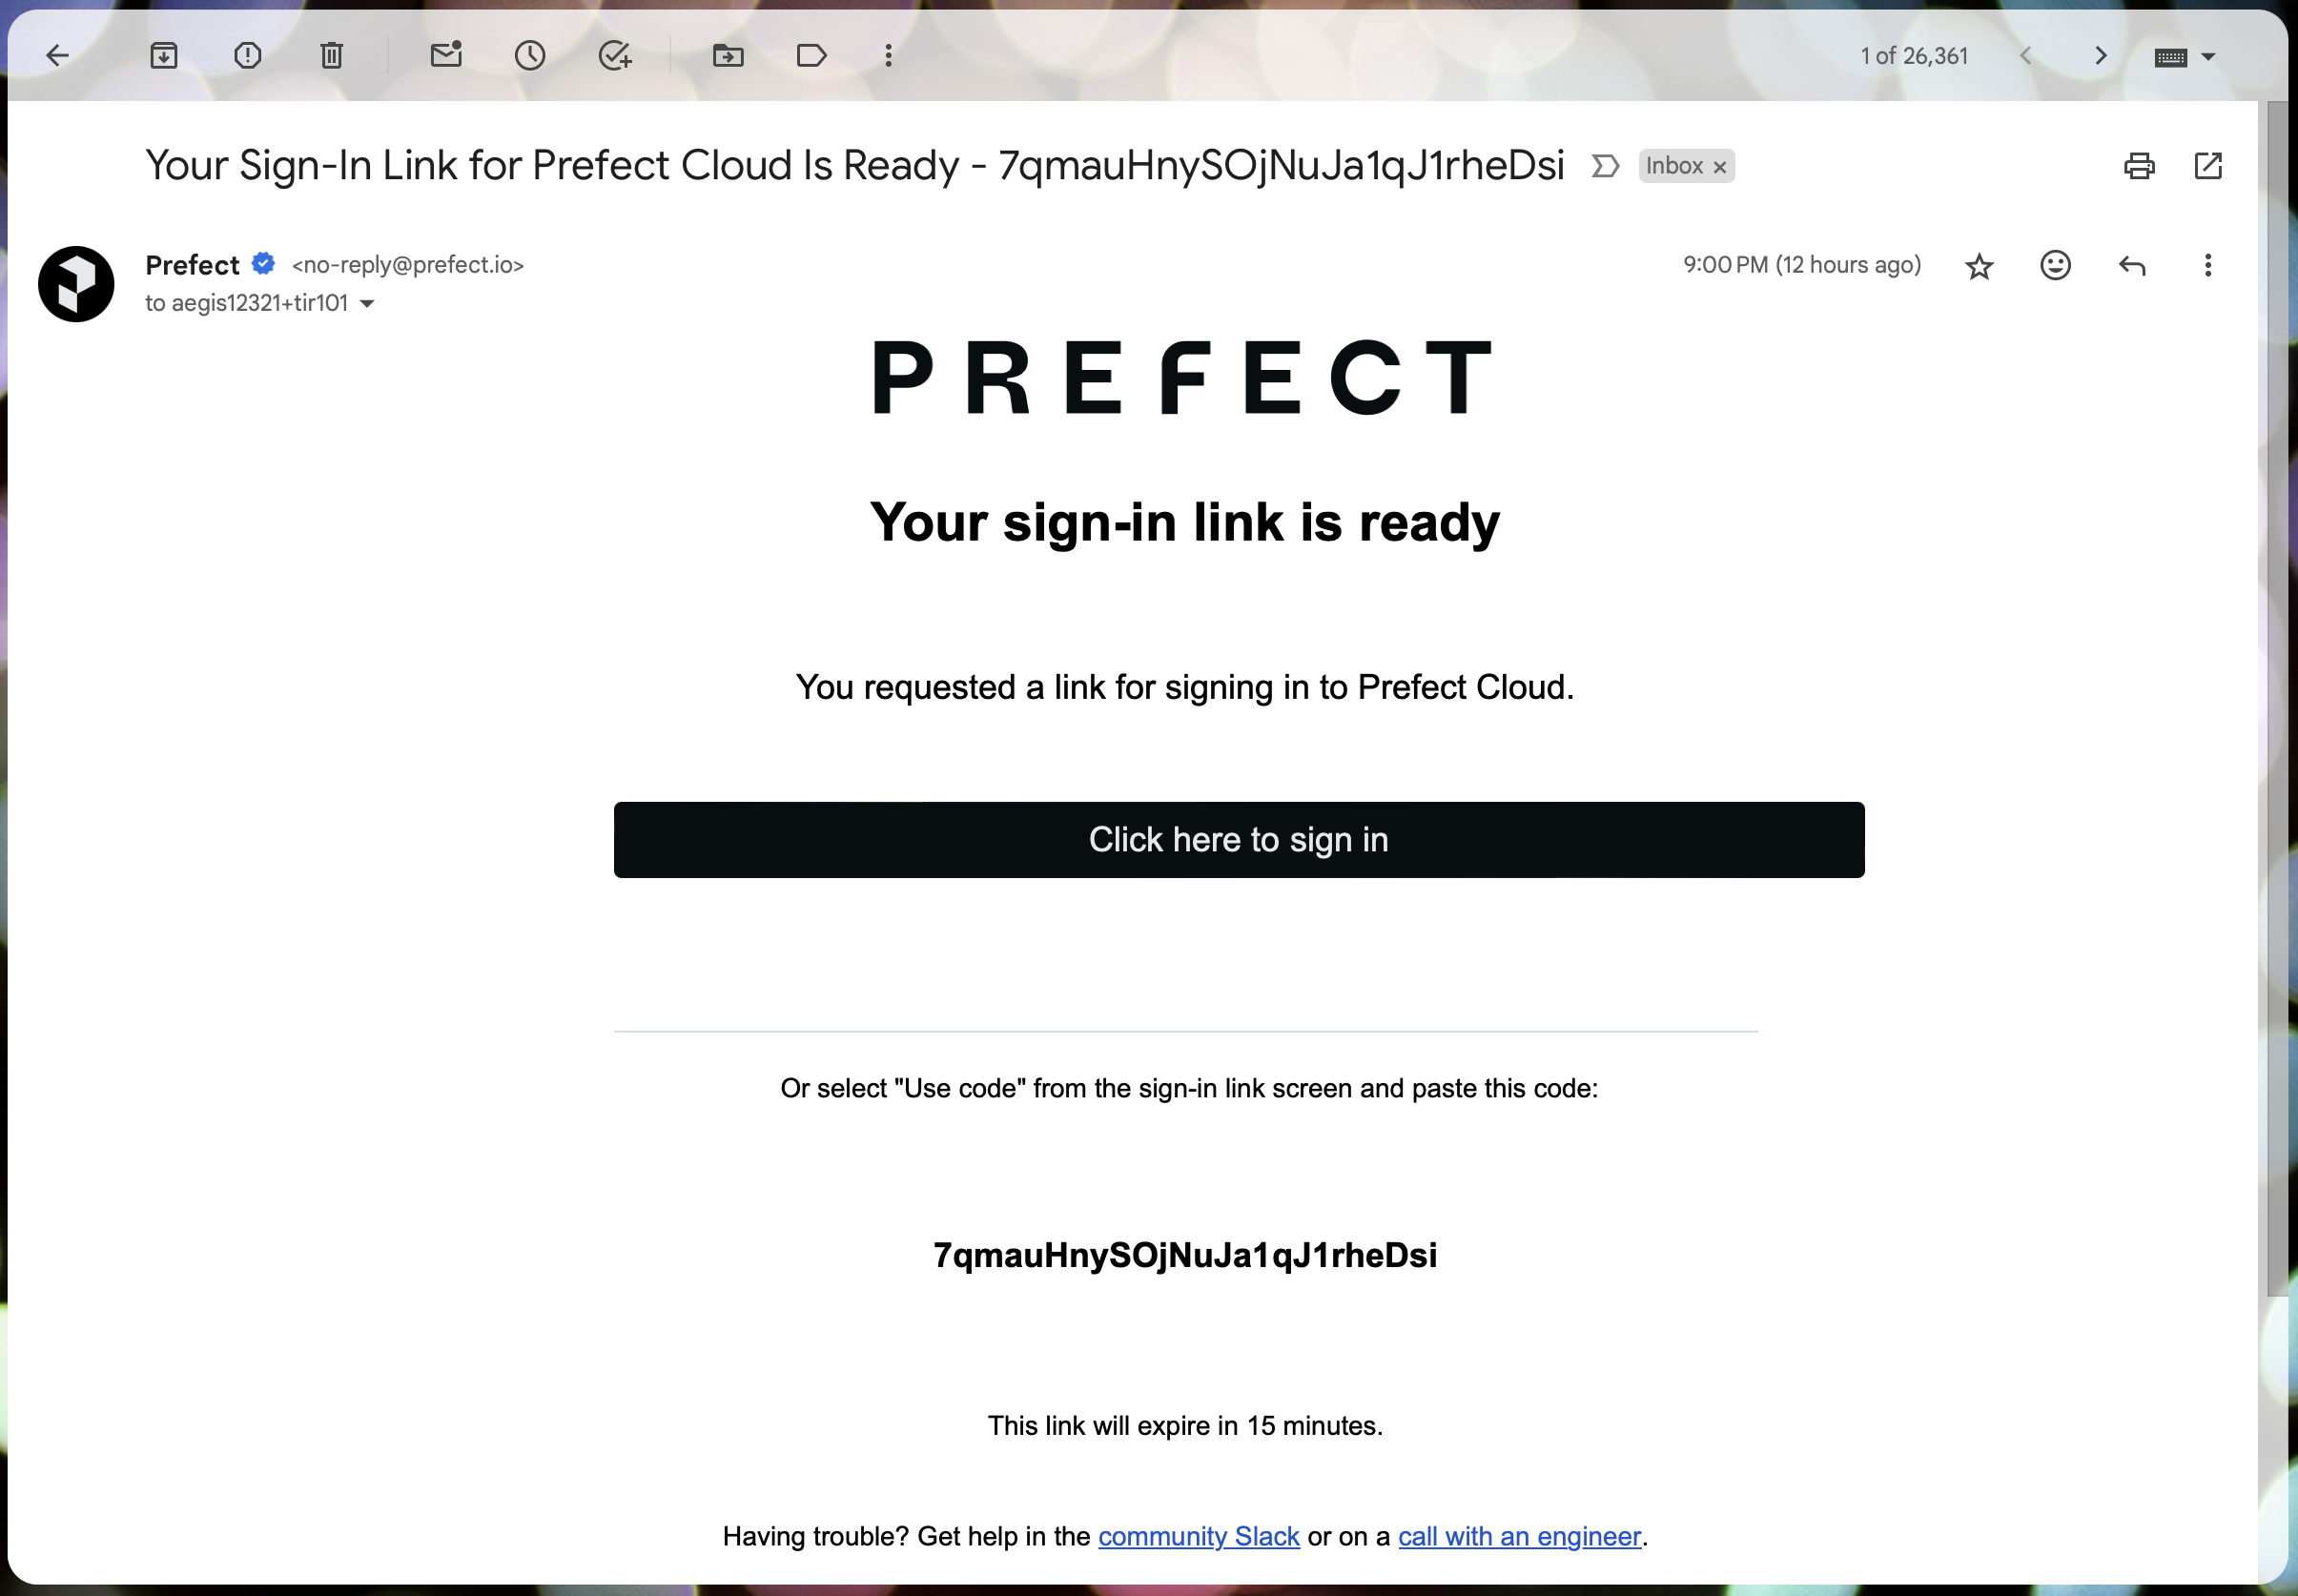 1 of 26,361
Your Sign-In Link for Prefect Cloud Is Ready - 7qmauHnySOjNuJa1qJ1rheDsi
Inbox ×
Prefect <no-reply@prefect.io>
9:00 PM (12 hours ago)
to aegis12321+tir101
PREFECT
Your sign-in link is ready
You requested a link for signing in to Prefect Cloud.
Click here to sign in
Or select "Use code" from the sign-in link screen and paste this code:
7qmauHnySOjNuJa1qJ1rheDsi
This link will expire in 15 minutes.
Having trouble? Get help in the community Slack or on a call with an engineer.